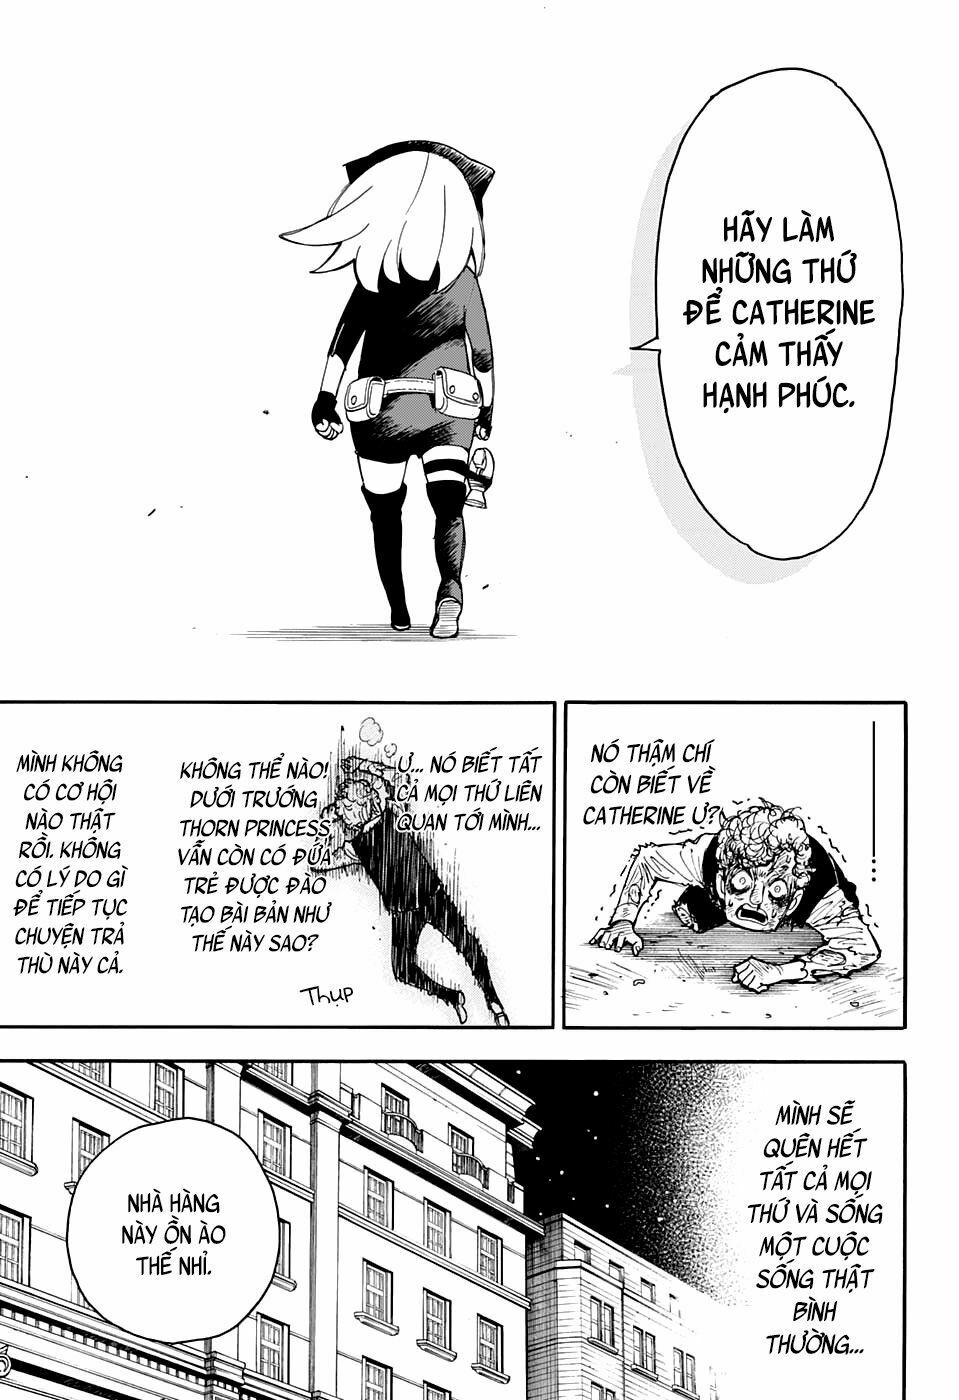 HÃY LÀM
NHỮNG THỨ
ĐỂ CATHERINE
CẢM THẤY
HẠNH PHÚC.
NÓ THẬM CHÍ
CÒN BIẾT VỀ
CATHERINE Ư?
Ư... NÓ BIẾT TẤT
CẢ MỌI THỨ LIÊN
QUAN TỚI MÌNH...
KHÔNG THỂ NÀO!
DƯỚI TRƯỚNG
THORN PRINCESS
VẪN CÒN CÓ ĐỨA
TRẺ ĐƯỢC ĐÀO
TẠO BÀI BẢN NHƯ
THẾ NÀY SAO?
THỤP
MÌNH KHÔNG
CÓ CƠ HỘI
NÀO THẬT
RỒI. KHÔNG
CÓ LÝ DO GÌ
ĐỂ TIẾP TỤC
CHUYỆN TRẢ
THÙ NÀY CẢ.
MÌNH SẼ
QUÊN HẾT
TẤT CẢ MỌI
THỨ VÀ SỐNG
MỘT CUỘC
SỐNG THẬT
BÌNH
THƯỜNG...
NHÀ HÀNG
NÀY ỒN ÀO
THẾ NHỈ.